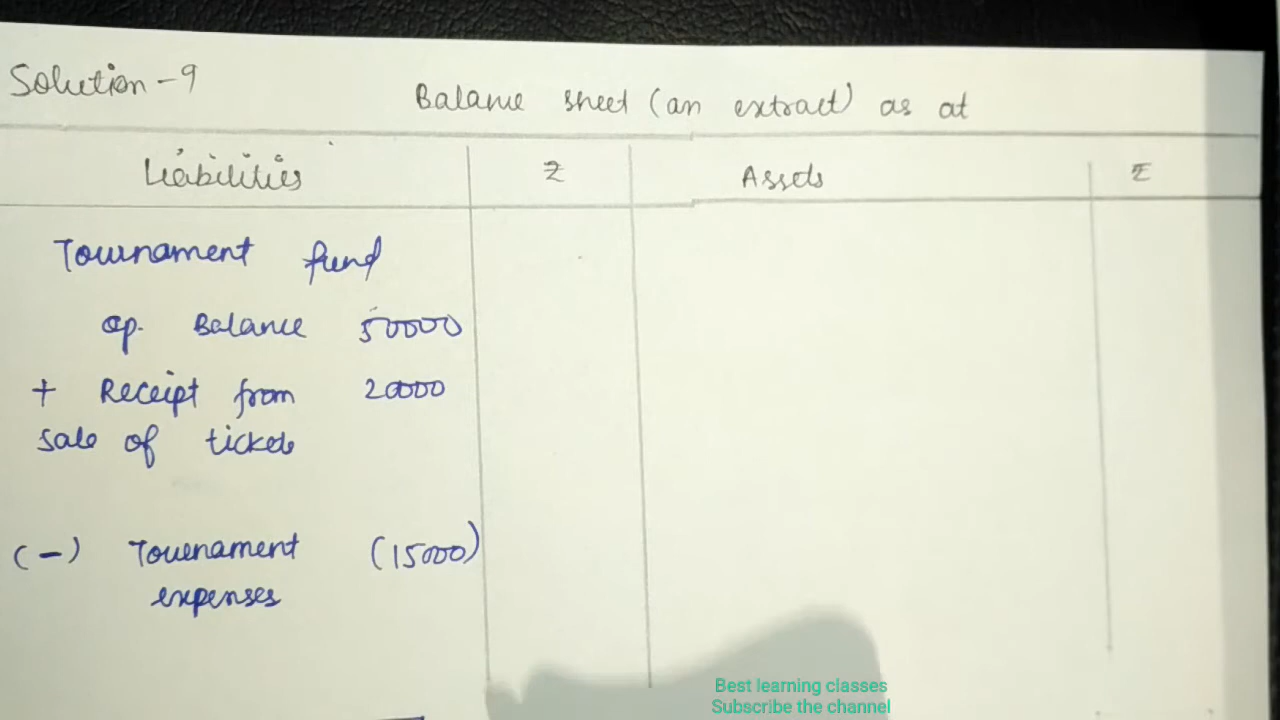 Solution-9
Balance sheet (an extract) as at
Liabilities ₹ Assets ₹
Tournament fund
op. Balance 50000
+ Receipt from 20000
sale of tickets
(-) Tournament (15000)
expenses
Best learning classes
Subscribe the channel